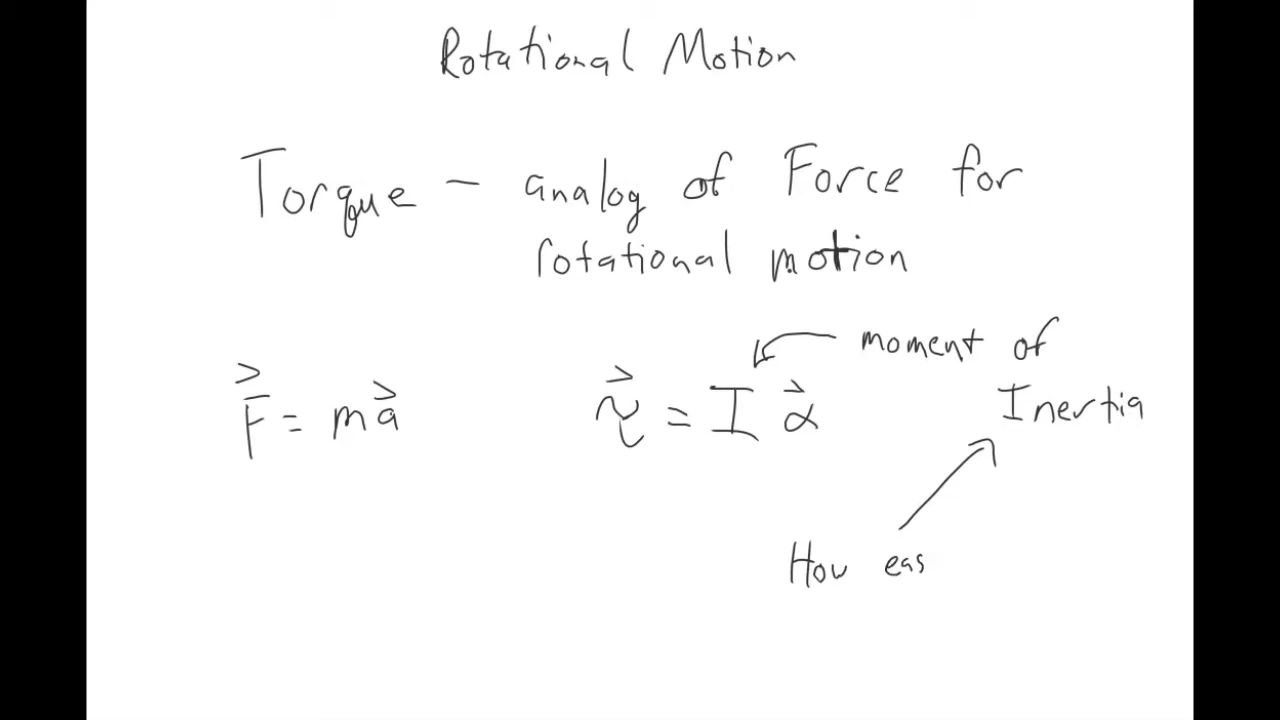 Rotational Motion
Torque - analog of Force for
rotational motion
moment of
Inertia
F⃗ = ma⃗
τ⃗ = I α⃗
How eas